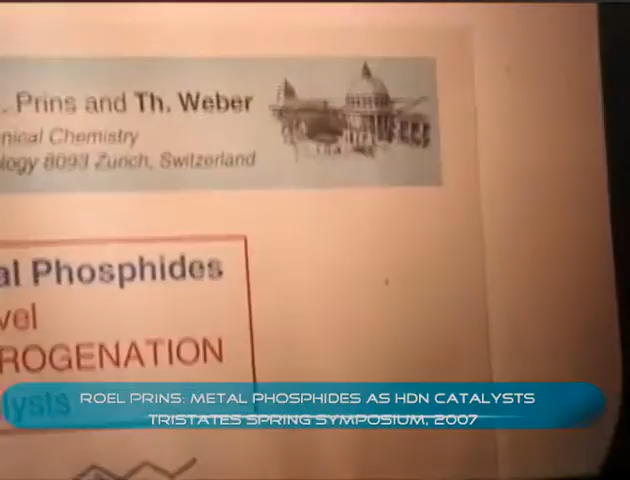 . Prins and Th. Weber
nical Chemistry
logy 8093 Zurich, Switzerland
al Phosphides
vel
ROGENATION
lysts
ROEL PRINS: METAL PHOSPHIDES AS HDN CATALYSTS
TRISTATES SPRING SYMPOSIUM, 2007